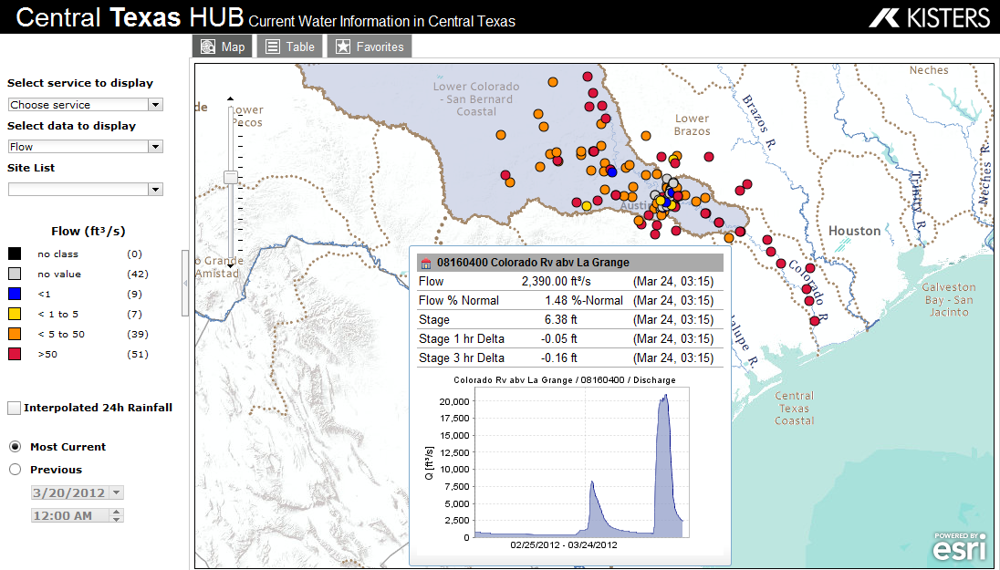 Central Texas HUB Current Water Information in Central Texas
KISTERS
Map
Table
Favorites
Select service to display
Choose service
Select data to display
Flow
Site List
Flow (ft³/s)
no class (0)
no value (42)
<1 (9)
< 1 to 5 (7)
< 5 to 50 (39)
>50 (51)
Interpolated 24h Rainfall
Most Current
Previous
3/20/2012
12:00 AM
de
ower
Pecos
Lower Colorado
- San Bernard
Coastal
Lower
Brazos
Brazos R.
Neches
Trinity R.
Neches R.
Austin
Houston
o Grande
Amistad
Colorado R.
alupe R.
Galveston
Bay - San
Jacinto
Central
Texas
Coastal
08160400 Colorado Rv abv La Grange
Flow 2,390.00 ft³/s (Mar 24, 03:15)
Flow % Normal 1.48 %-Normal (Mar 24, 03:15)
Stage 6.38 ft (Mar 24, 03:15)
Stage 1 hr Delta -0.05 ft (Mar 24, 03:15)
Stage 3 hr Delta -0.16 ft (Mar 24, 03:15)
Colorado Rv abv La Grange / 08160400 / Discharge
Q [ft³/s]
20,000
17,500
15,000
12,500
10,000
7,500
5,000
2,500
0
02/25/2012 - 03/24/2012
POWERED BY
esri